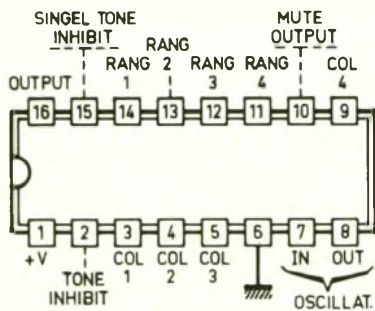 SINGEL TONE
INHIBIT
MUTE
OUTPUT
OUTPUT
RANG
1
RANG
2
RANG
3
RANG
4
COL
4
16 15 14 13 12 11 10 9
1 2 3 4 5 6 7 8
+V
TONE
INHIBIT
COL
1
COL
2
COL
3
IN OUT
OSCILLAT.